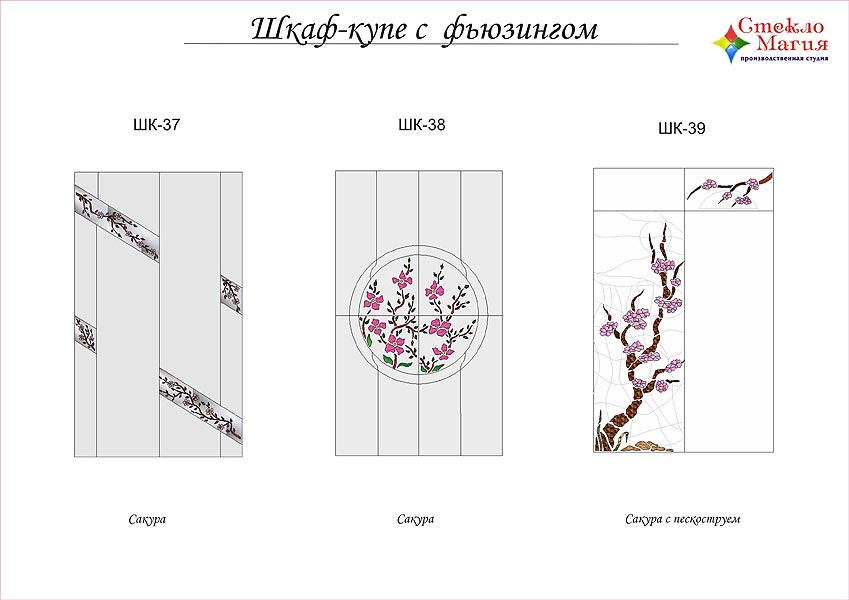 Шкаф-купе с фьюзингом
Стекло
Магия
производственная студия
ШК-37
ШК-38
ШК-39
Сакура
Сакура
Сакура с пескоструем